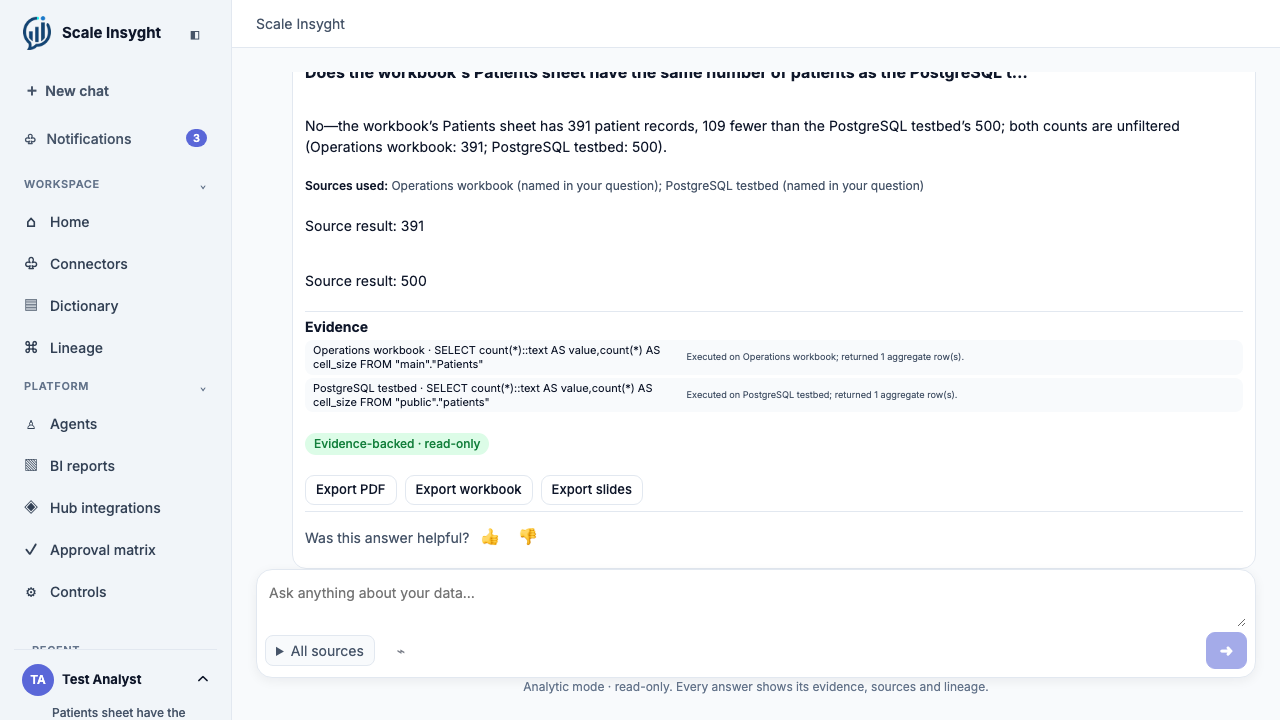 Scale Insyght
+ New chat
Notifications 3
WORKSPACE
Home
Connectors
Dictionary
Lineage
PLATFORM
Agents
BI reports
Hub integrations
Approval matrix
Controls
RECENT
TA Test Analyst
Patients sheet have the
Scale Insyght
Does the workbook's Patients sheet have the same number of patients as the PostgreSQL t...
No—the workbook’s Patients sheet has 391 patient records, 109 fewer than the PostgreSQL testbed’s 500; both counts are unfiltered
(Operations workbook: 391; PostgreSQL testbed: 500).
Sources used: Operations workbook (named in your question); PostgreSQL testbed (named in your question)
Source result: 391
Source result: 500
Evidence
Operations workbook · SELECT count(*)::text AS value,count(*) AS
cell_size FROM "main"."Patients"
Executed on Operations workbook; returned 1 aggregate row(s).
PostgreSQL testbed · SELECT count(*)::text AS value,count(*) AS
cell_size FROM "public"."patients"
Executed on PostgreSQL testbed; returned 1 aggregate row(s).
Evidence-backed · read-only
Export PDF Export workbook Export slides
Was this answer helpful?
Ask anything about your data...
All sources
Analytic mode · read-only. Every answer shows its evidence, sources and lineage.